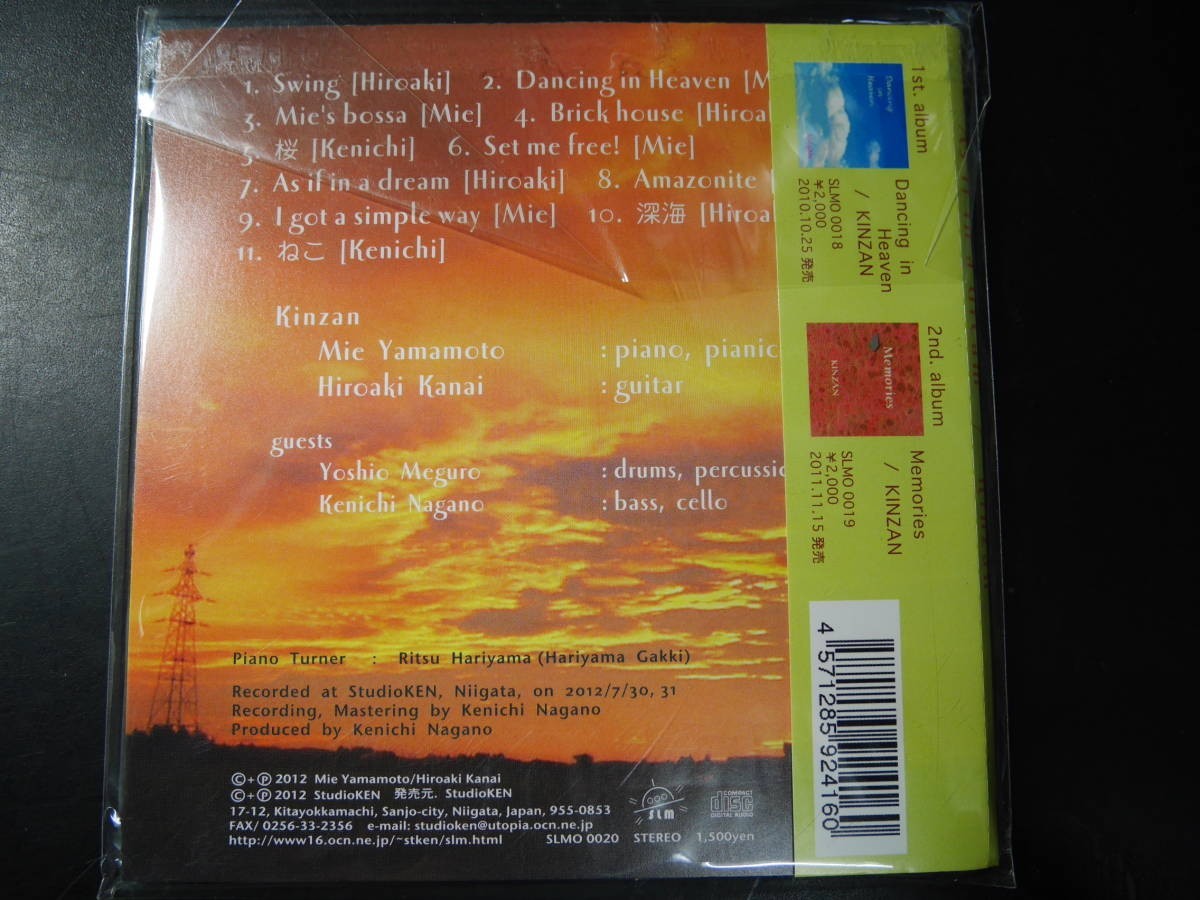 1. Swing [Hiroaki] 2. Dancing in Heaven [M
3. Mie's bossa [Mie] 4. Brick house [Hiroa
5. 桜 [Kenichi] 6. Set me free! [Mie]
7. As if in a dream [Hiroaki] 8. Amazonite [
9. I got a simple way [Mie] 10. 深海 [Hiroa
11. ねこ [Kenichi]
Kinzan
Mie Yamamoto : piano, pianic
Hiroaki Kanai : guitar
guests
Yoshio Meguro : drums, percussio
Kenichi Nagano : bass, cello
Piano Turner : Ritsu Hariyama (Hariyama Gakki)
Recorded at StudioKEN, Niigata, on 2012/7/30, 31
Recording, Mastering by Kenichi Nagano
Produced by Kenichi Nagano
©+℗ 2012 Mie Yamamoto/Hiroaki Kanai
©+℗ 2012 StudioKEN 発売元. StudioKEN
17-12, Kitayokkamachi, Sanjo-city, Niigata, Japan, 955-0853
FAX/ 0256-33-2356 e-mail: studioken@utopia.ocn.ne.jp
http://www16.ocn.ne.jp/~stken/slm.html SLMO 0020 STEREO 1,500yen
slm
COMPACT
disc
DIGITAL AUDIO
1st. album
Dancing
in
Heaven
Dancing in
Heaven
/ KINZAN
SLMO 0018
¥2,000
2010.10.25 発売
2nd. album
Memories
KINZAN
Memories
/ KINZAN
SLMO 0019
¥2,000
2011.11.15 発売
4 571285 924160